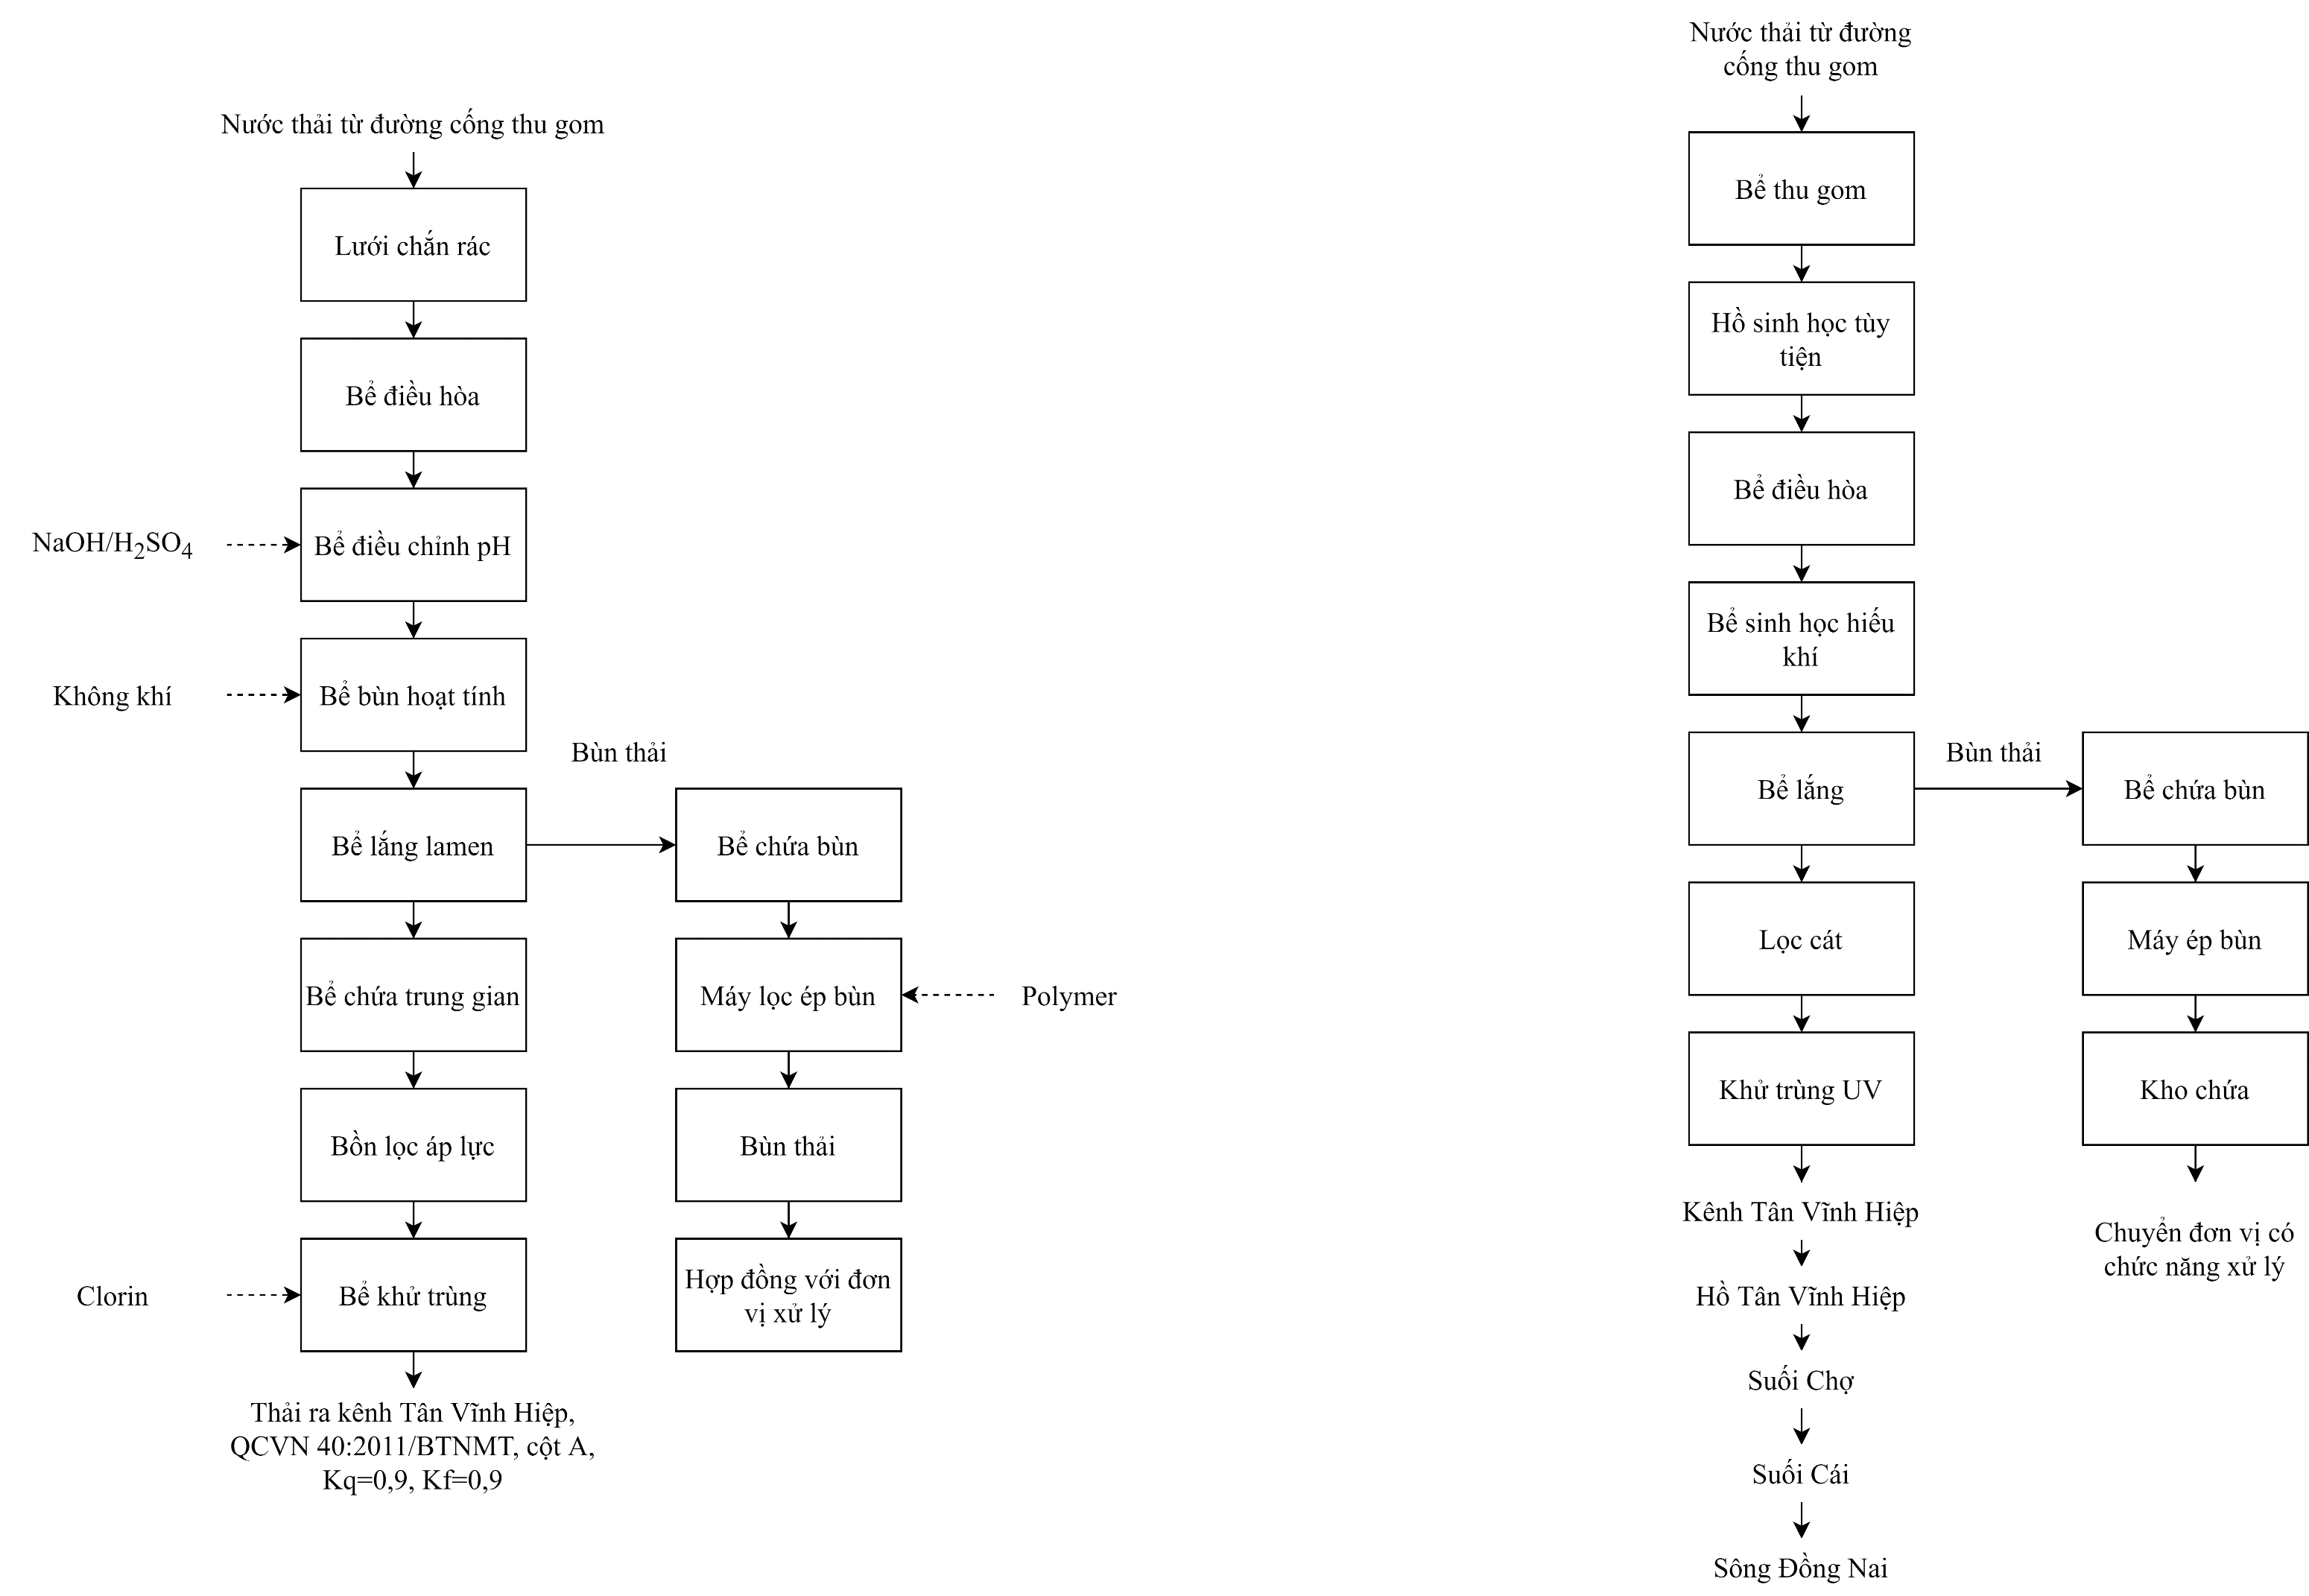 Nước thải từ đường cống thu gom
Lưới chắn rác
Bể điều hòa
NaOH/H2SO4
Bể điều chỉnh pH
Không khí
Bể bùn hoạt tính
Bùn thải
Bể lắng lamen
Bể chứa bùn
Bể chứa trung gian
Máy lọc ép bùn
Polymer
Bồn lọc áp lực
Bùn thải
Clorin
Bể khử trùng
Hợp đồng với đơn
vị xử lý
Thải ra kênh Tân Vĩnh Hiệp,
QCVN 40:2011/BTNMT, cột A,
Kq=0,9, Kf=0,9
Nước thải từ đường
cống thu gom
Bể thu gom
Hồ sinh học tùy
tiện
Bể điều hòa
Bể sinh học hiếu
khí
Bùn thải
Bể lắng
Bể chứa bùn
Lọc cát
Máy ép bùn
Khử trùng UV
Kho chứa
Kênh Tân Vĩnh Hiệp
Chuyển đơn vị có
chức năng xử lý
Hồ Tân Vĩnh Hiệp
Suối Chợ
Suối Cái
Sông Đồng Nai